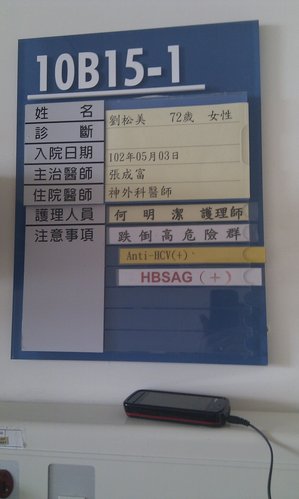 10B15-1
姓名 劉松美 72歲 女性
診斷
入院日期 102年05月03日
主治醫師 張成富
住院醫師 神外科醫師
護理人員 何明潔 護理師
注意事項 跌倒高危險群
Anti-HCV(+)
HBSAG(+)